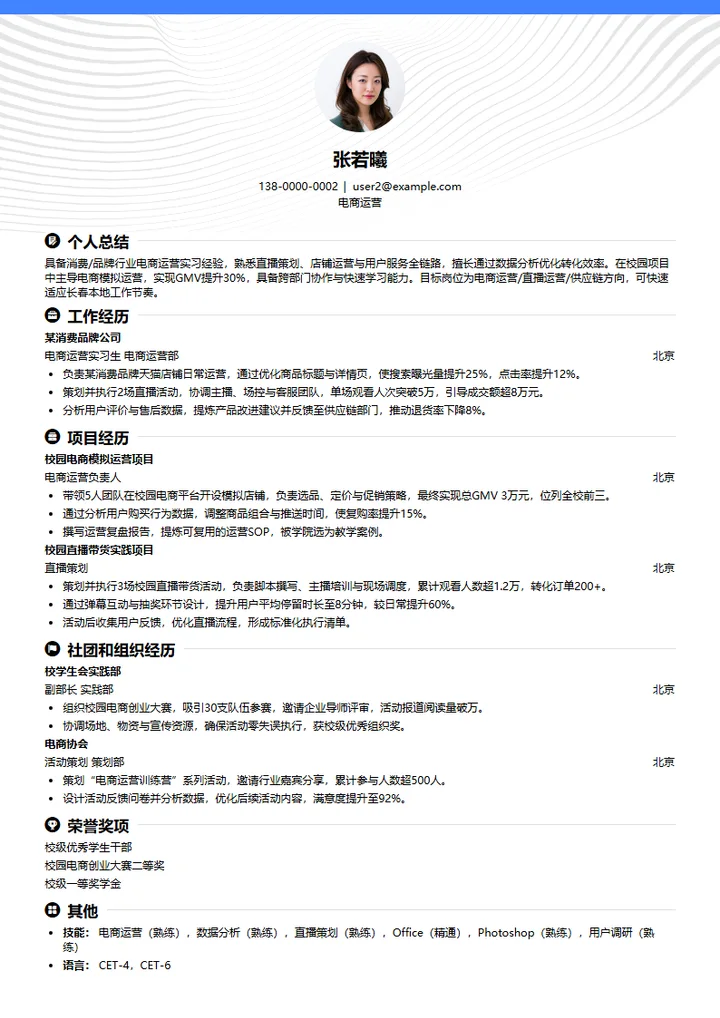 张若曦
138-0000-0002 | user2@example.com
电商运营
个人总结
具备消费/品牌行业电商运营实习经验，熟悉直播策划、店铺运营与用户服务全链路，擅长通过数据分析优化转化效率。在校园项目
中主导电商模拟运营，实现GMV提升30%，具备跨部门协作与快速学习能力。目标岗位为电商运营/直播运营/供应链方向，可快速
适应长春本地工作节奏。
工作经历
某消费品牌公司
电商运营实习生 电商运营部 北京
• 负责某消费品牌天猫店铺日常运营，通过优化商品标题与详情页，使搜索曝光量提升25%，点击率提升12%。
• 策划并执行2场直播活动，协调主播、场控与客服团队，单场观看人次突破5万，引导成交额超8万元。
• 分析用户评价与售后数据，提炼产品改进建议并反馈至供应链部门，推动退货率下降8%。
项目经历
校园电商模拟运营项目
电商运营负责人 北京
• 带领5人团队在校园电商平台开设模拟店铺，负责选品、定价与促销策略，最终实现总GMV 3万元，位列全校前三。
• 通过分析用户购买行为数据，调整商品组合与推送时间，使复购率提升15%。
• 撰写运营复盘报告，提炼可复用的运营SOP，被学院选为教学案例。
校园直播带货实践项目
直播策划 北京
• 策划并执行3场校园直播带货活动，负责脚本撰写、主播培训与现场调度，累计观看人数超1.2万，转化订单200+。
• 通过弹幕互动与抽奖环节设计，提升用户平均停留时长至8分钟，较日常提升60%。
• 活动后收集用户反馈，优化直播流程，形成标准化执行清单。
社团和组织经历
校学生会实践部
副部长 实践部 北京
• 组织校园电商创业大赛，吸引30支队伍参赛，邀请企业导师评审，活动报道阅读量破万。
• 协调场地、物资与宣传资源，确保活动零失误执行，获校级优秀组织奖。
电商协会
活动策划 策划部 北京
• 策划“电商运营训练营”系列活动，邀请行业嘉宾分享，累计参与人数超500人。
• 设计活动反馈问卷并分析数据，优化后续活动内容，满意度提升至92%。
荣誉奖项
校级优秀学生干部
校园电商创业大赛二等奖
校级一等奖学金
其他
• 技能： 电商运营（熟练），数据分析（熟练），直播策划（熟练），Office（精通），Photoshop（熟练），用户调研（熟
练）
• 语言： CET-4，CET-6